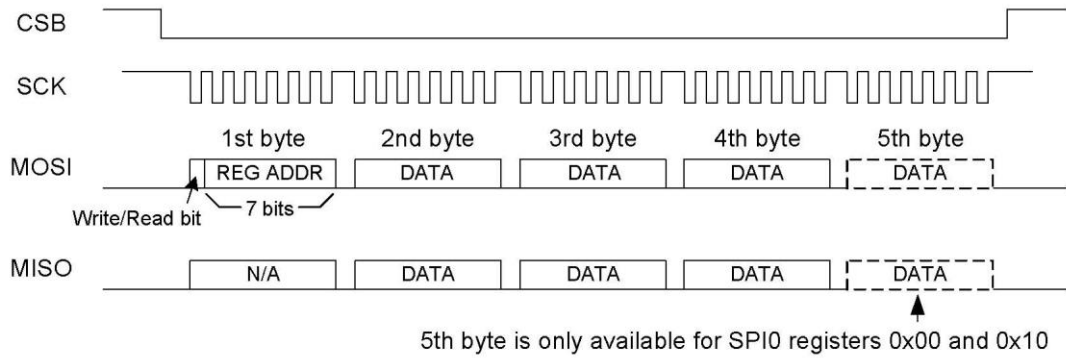 CSB
SCK
1st byte 2nd byte 3rd byte 4th byte 5th byte
MOSI REG ADDR DATA DATA DATA DATA
Write/Read bit 7 bits
MISO N/A DATA DATA DATA DATA
5th byte is only available for SPI0 registers 0x00 and 0x10